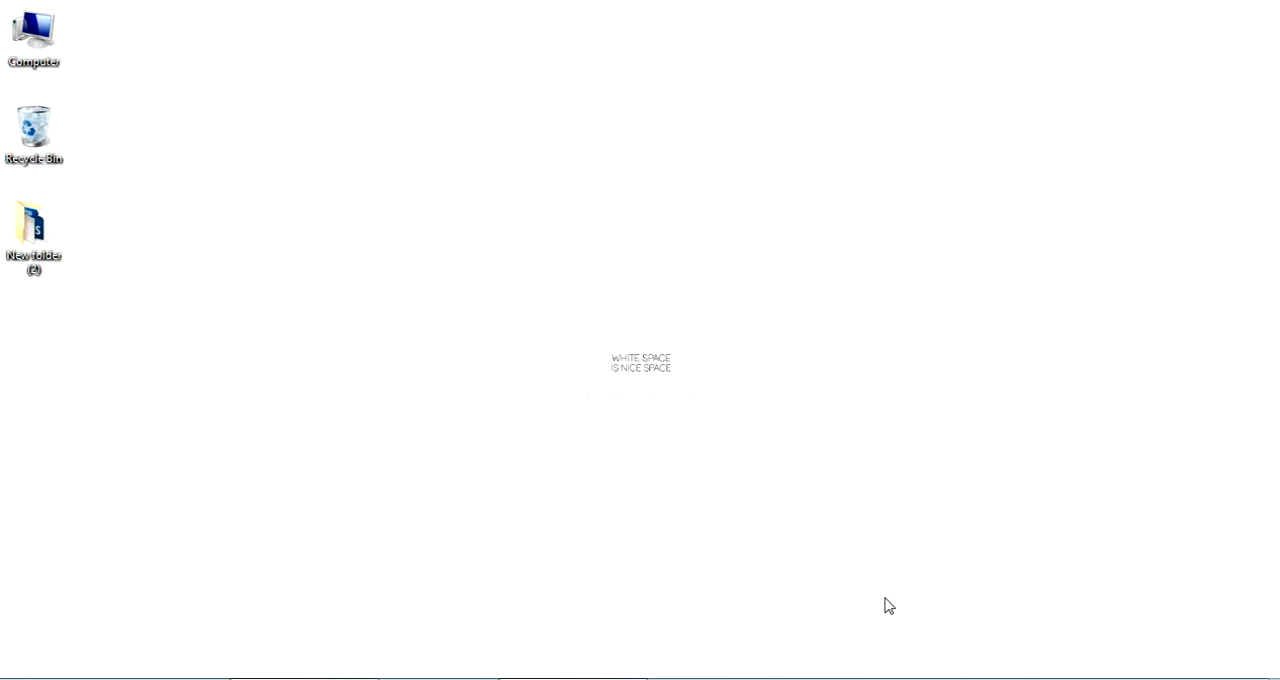 Computer
Recycle Bin
New folder
(2)
WHITE SPACE
IS NICE SPACE